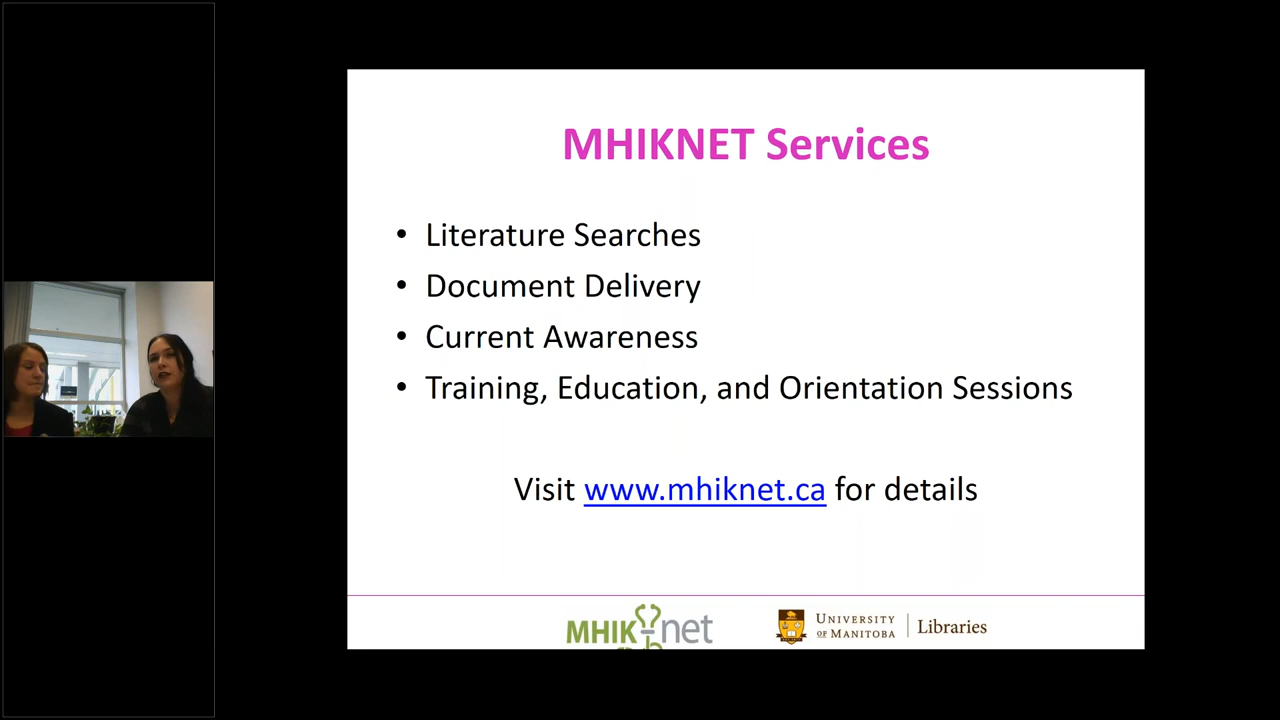 MHIKNET Services
• Literature Searches
• Document Delivery
• Current Awareness
• Training, Education, and Orientation Sessions
Visit www.mhiknet.ca for details
MHIK-net
UNIVERSITY
OF MANITOBA
Libraries